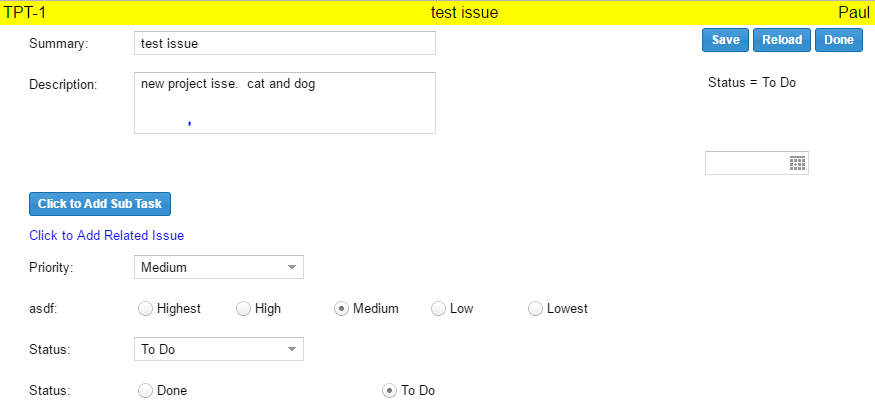 TPT-1 test issue Paul
Summary: test issue Save Reload Done
Description: new project isse. cat and dog Status = To Do
Click to Add Sub Task
Click to Add Related Issue
Priority: Medium
asdf: Highest High Medium Low Lowest
Status: To Do
Status: Done To Do